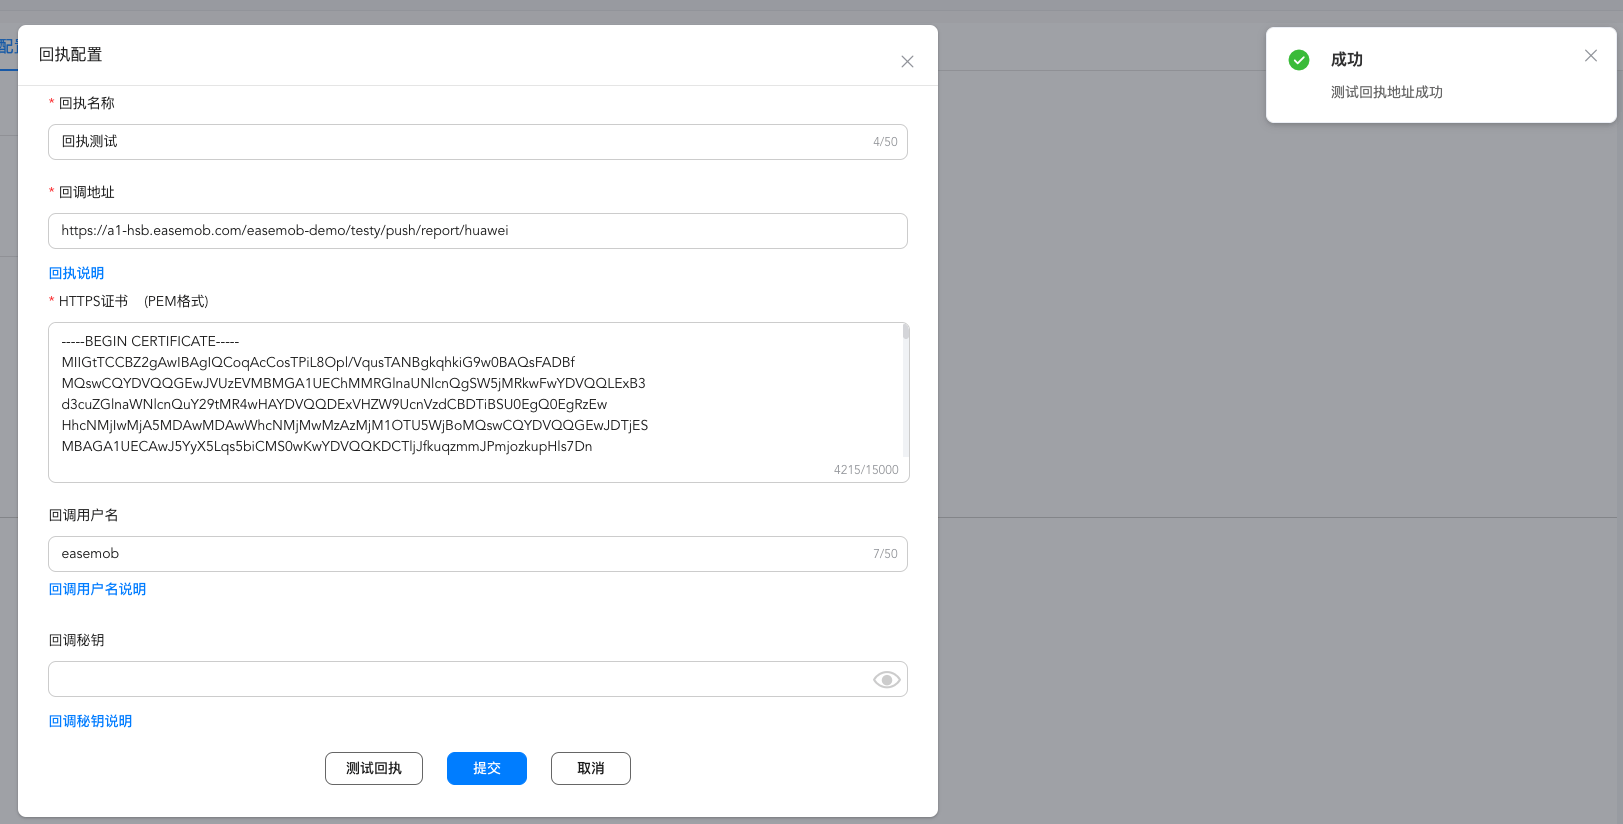 回执配置
* 回执名称
回执测试
4/50
* 回调地址
https://a1-hsb.easemob.com/easemob-demo/testy/push/report/huawei
回执说明
* HTTPS证书 (PEM格式)
-----BEGIN CERTIFICATE-----
MIIGtTCCBZ2gAwIBAgIQCoqAcCosTPiL8Opl/VqusTANBgkqhkiG9w0BAQsFADBf
MQswCQYDVQQGEwJVUzEVMBMGA1UEChMMRGlnaUNlcnQgSW5jMRkwFwYDVQQLExB3
d3cuZGlnaWNlcnQuY29tMR4wHAYDVQQDExVHZW9UcnVzdCBDTiBSU0EgQ0EgRzEw
HhcNMjIwMjA5MDAwMDAwWhcNMjMwMzAzMjM1OTU5WjBoMQswCQYDVQQGEwJDTjES
MBAGA1UECAwJ5YyX5Lqs5biCMS0wKwYDVQQKDCTljJfkuqzmmJPmjozkupHls7Dn
4215/15000
回调用户名
easemob
7/50
回调用户名说明
回调秘钥
回调秘钥说明
测试回执
提交
取消
成功
测试回执地址成功